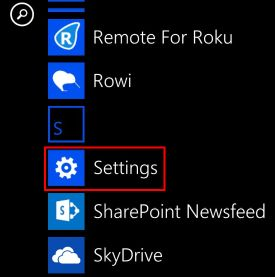 Remote For Roku
Rowi
s
Settings
SharePoint Newsfeed
SkyDrive